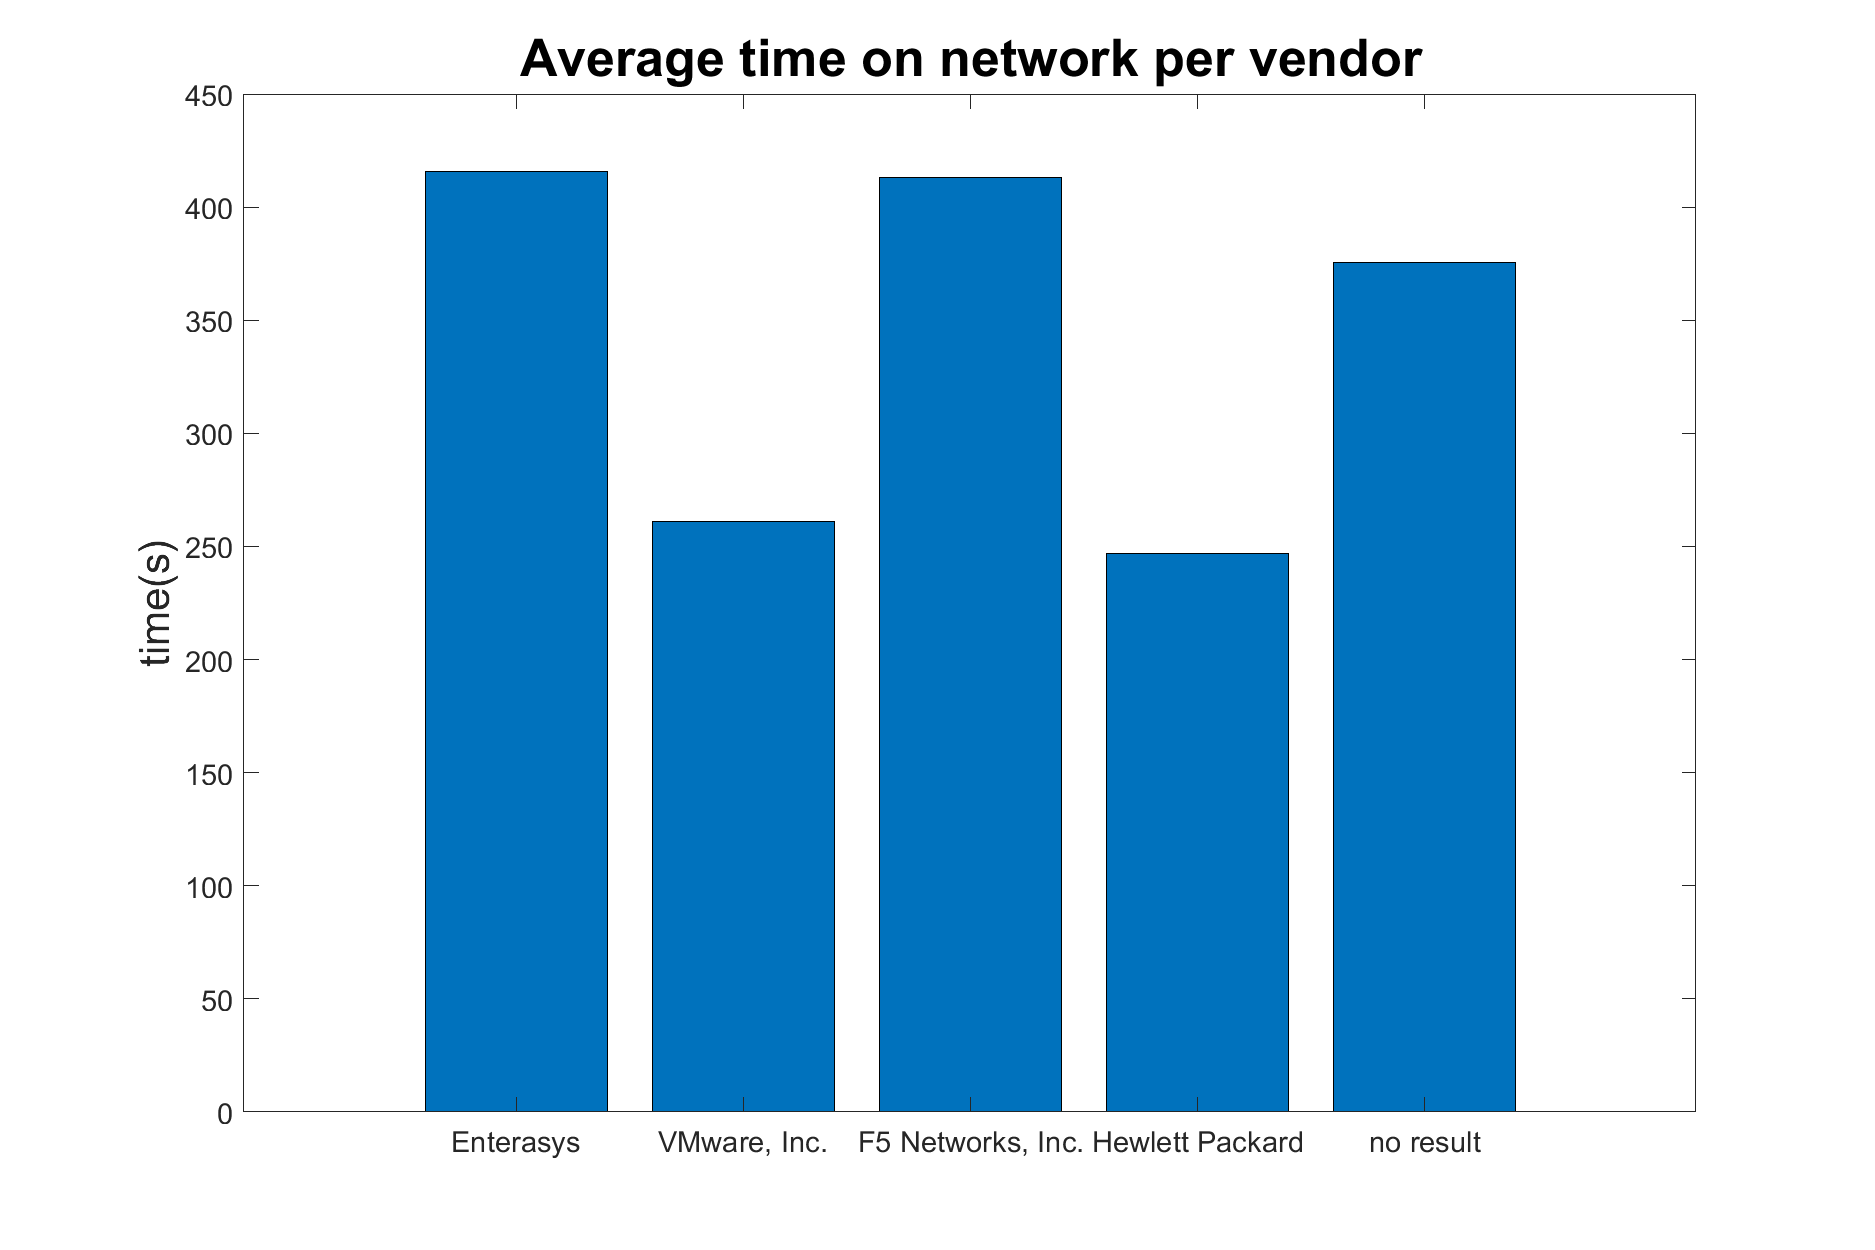 Average time on network per vendor
450
400
350
300
250
200
150
100
50
0
time(s)
Enterasys
VMware, Inc.
F5 Networks, Inc.
Hewlett Packard
no result